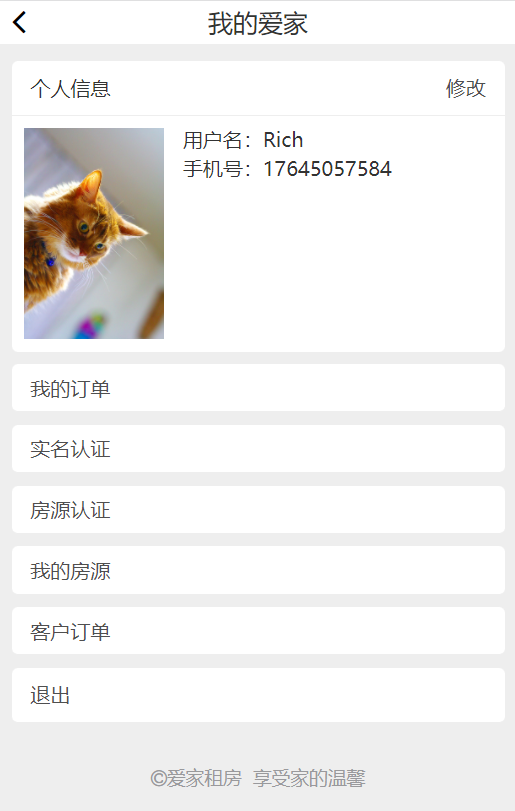 我的爱家
个人信息 修改
用户名：Rich
手机号：17645057584
我的订单
实名认证
房源认证
我的房源
客户订单
退出
©爱家租房 享受家的温馨